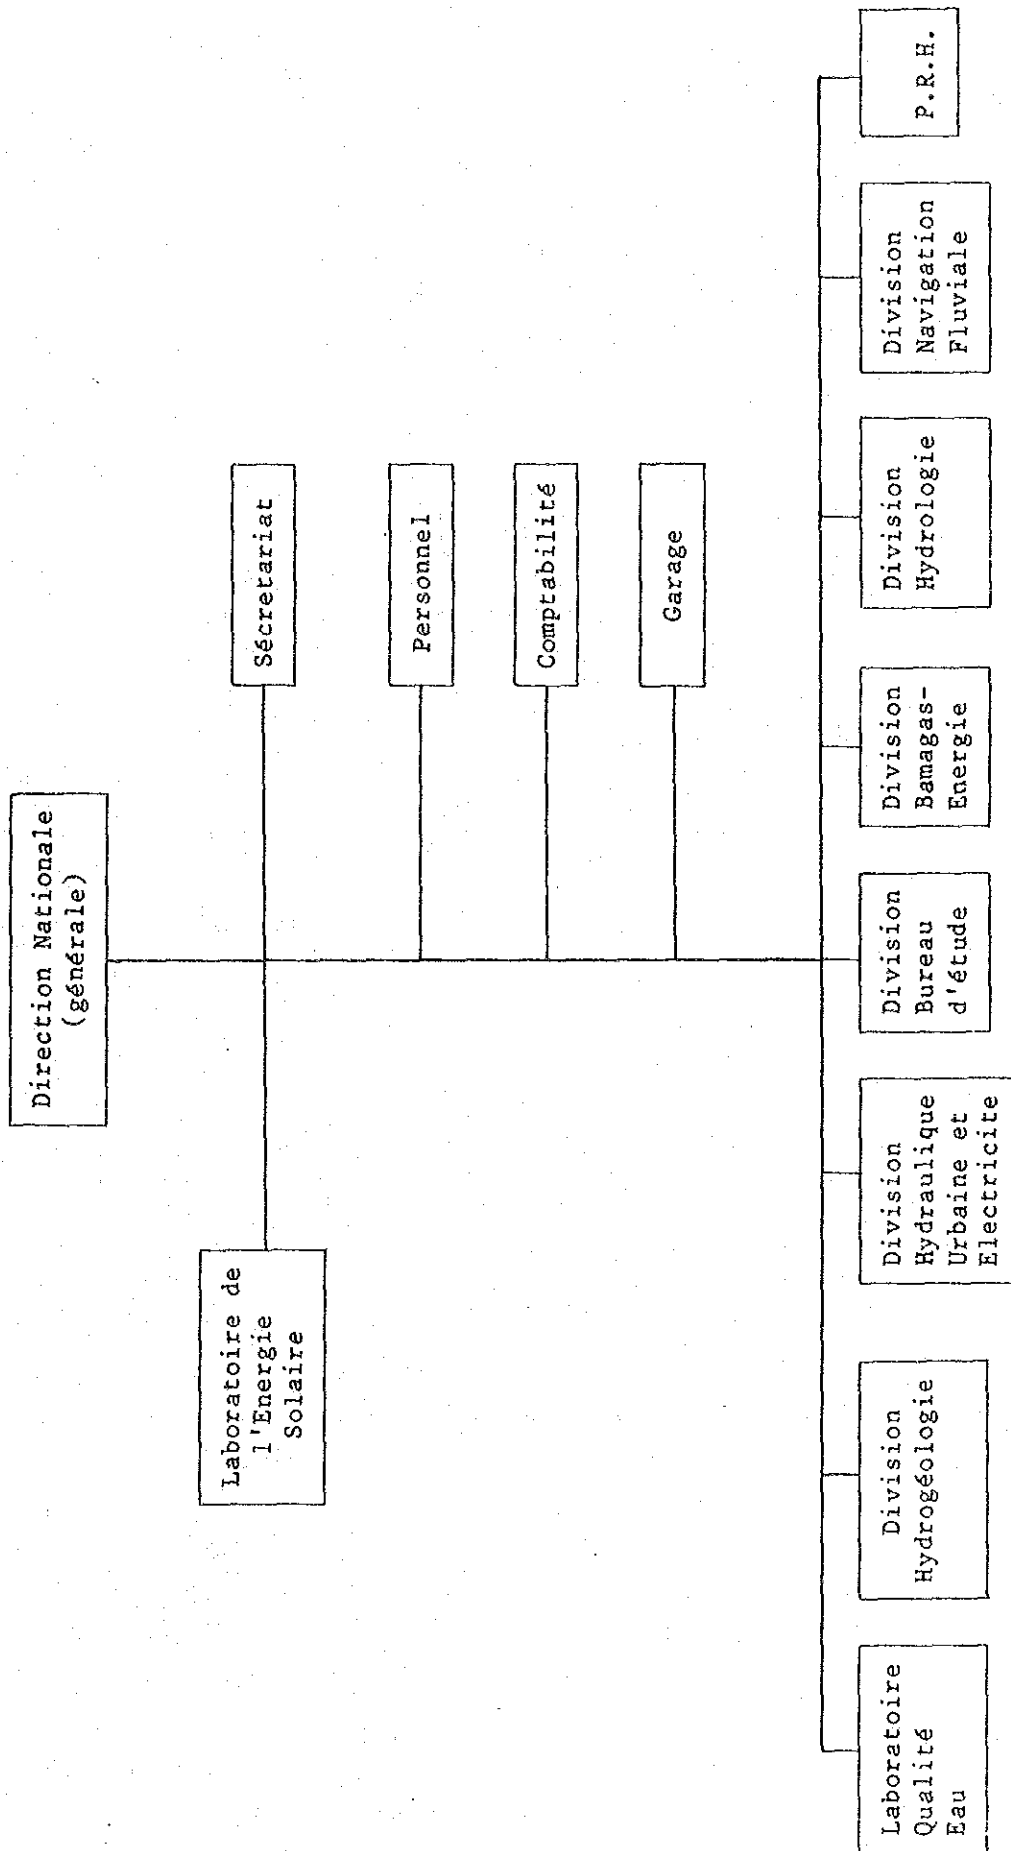 Direction Nationale
(générale)
Laboratoire de
l'Energie
Solaire
Sécretariat
Personnel
Comptabilité
Garage
Laboratoire
Qualité
Eau
Division
Hydrogéologie
Division
Hydraulique
Urbaine et
Electricite
Division
Bureau
d'étude
Division
Bamagas-
Energie
Division
Hydrologie
Division
Navigation
Fluviale
P.R.H.